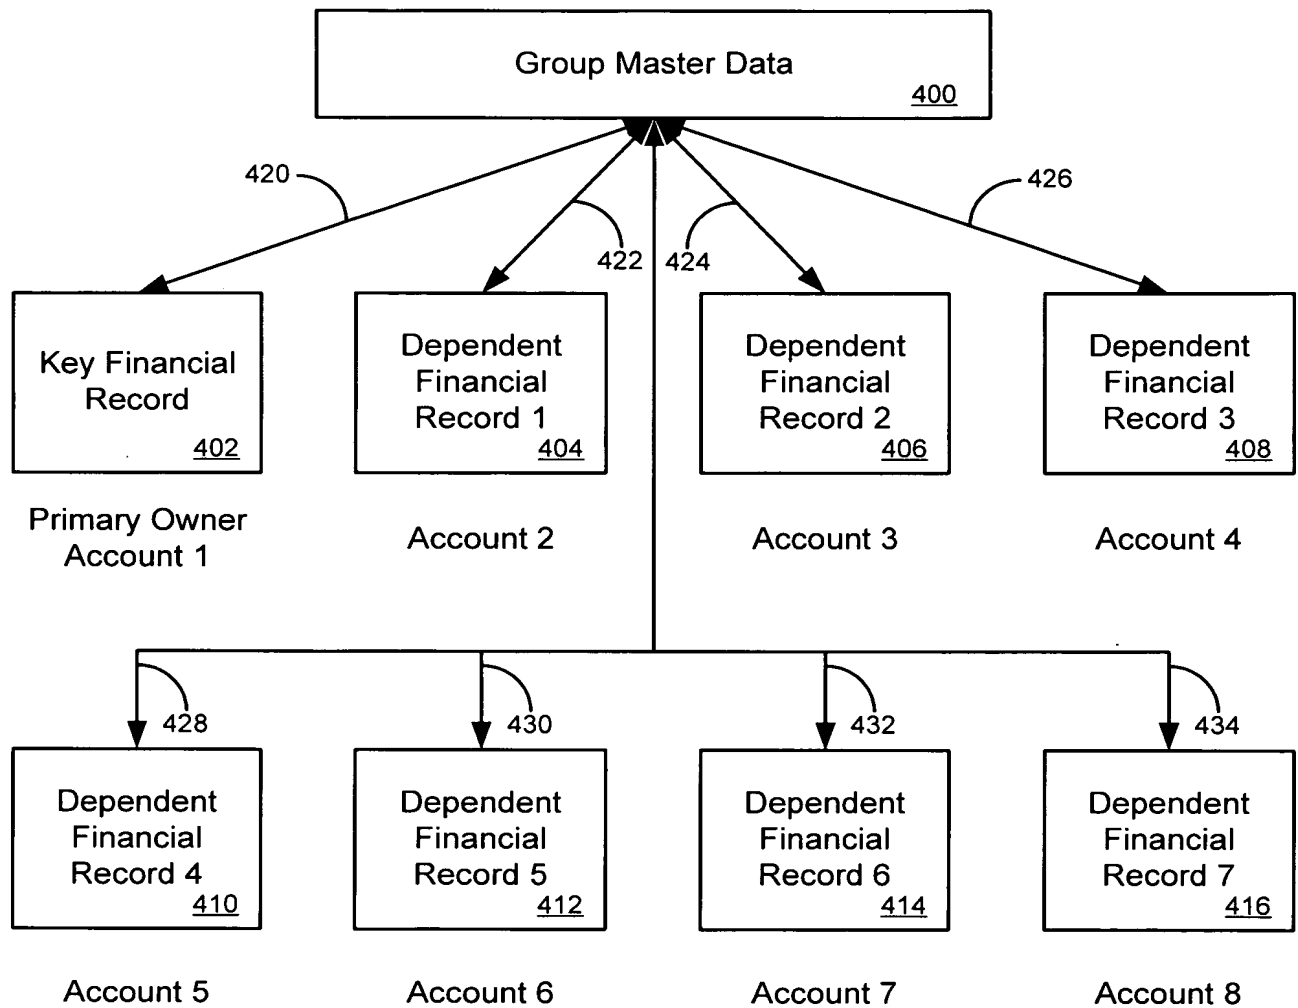 Group Master Data
400
420
422
424
426
Key Financial
Record
402
Dependent
Financial
Record 1
404
Dependent
Financial
Record 2
406
Dependent
Financial
Record 3
408
Primary Owner
Account 1
Account 2
Account 3
Account 4
428
430
432
434
Dependent
Financial
Record 4
410
Dependent
Financial
Record 5
412
Dependent
Financial
Record 6
414
Dependent
Financial
Record 7
416
Account 5
Account 6
Account 7
Account 8